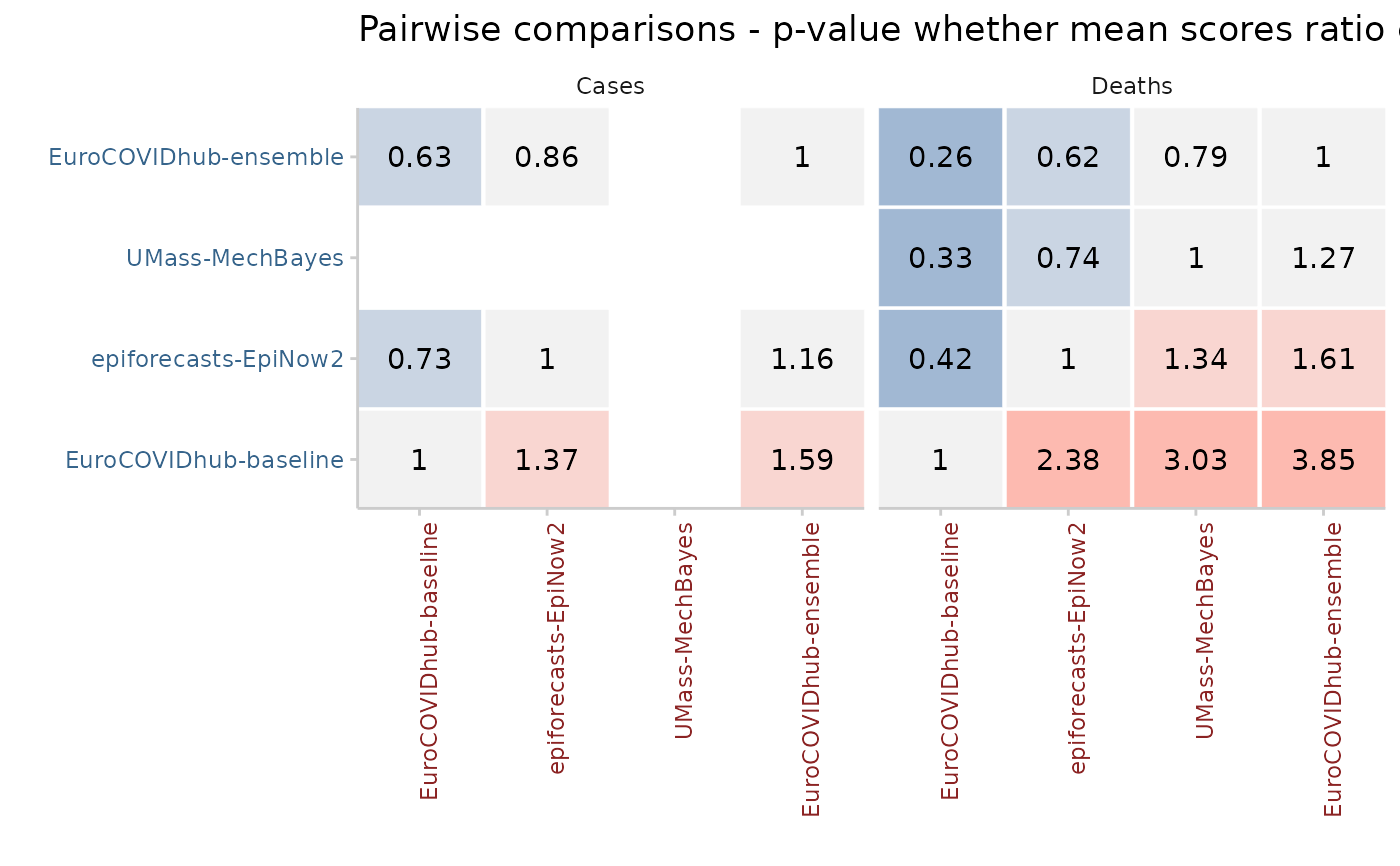 Pairwise comparisons - p-value whether mean scores ratio
Cases Deaths
EuroCOVIDhub-ensemble 0.63 0.86 1 0.26 0.62 0.79 1
UMass-MechBayes 0.33 0.74 1 1.27
epiforecasts-EpiNow2 0.73 1 1.16 0.42 1 1.34 1.61
EuroCOVIDhub-baseline 1 1.37 1.59 1 2.38 3.03 3.85
EuroCOVIDhub-baseline
epiforecasts-EpiNow2
UMass-MechBayes
EuroCOVIDhub-ensemble
EuroCOVIDhub-baseline
epiforecasts-EpiNow2
UMass-MechBayes
EuroCOVIDhub-ensemble